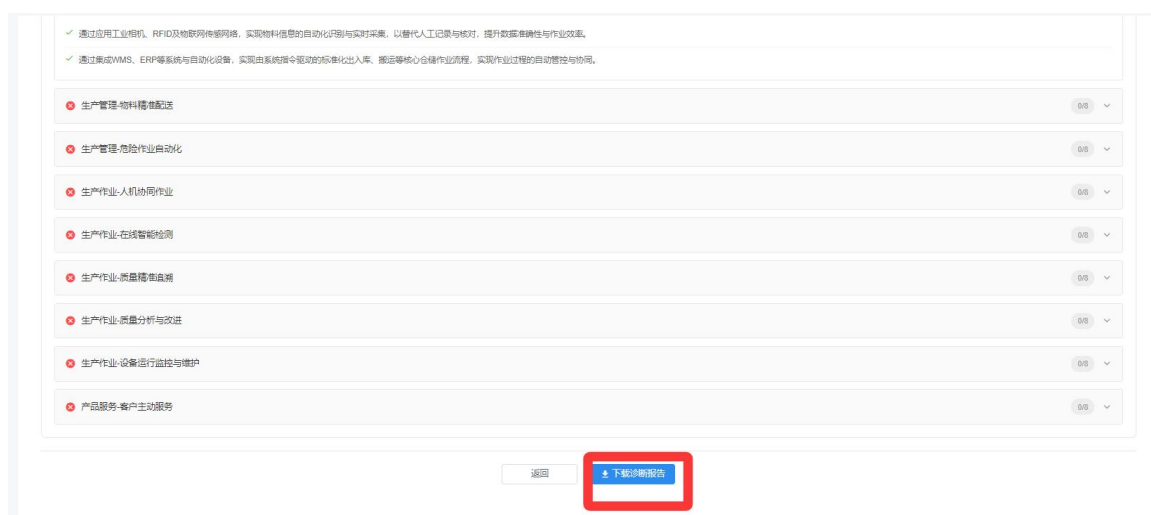 通过应用工业相机、RFID及物联网传感网络，实现物料信息的自动化识别与实时采集，以替代人工记录与核对，提升数据准确性与作业效率。
通过集成WMS、ERP等系统与自动化设备，实现由系统指令驱动的标准化出入库、搬运等核心仓储作业流程，实现作业过程的自动管控与协同。
生产管理-物料精准配送 0/8
生产管理-危险作业自动化 0/8
生产作业-人机协同作业 0/8
生产作业-在线智能检测 0/8
生产作业-质量精准追溯 0/8
生产作业-质量分析与改进 0/8
生产作业-设备运行监控与维护 0/8
产品服务-客户主动服务 0/8
返回 下载诊断报告